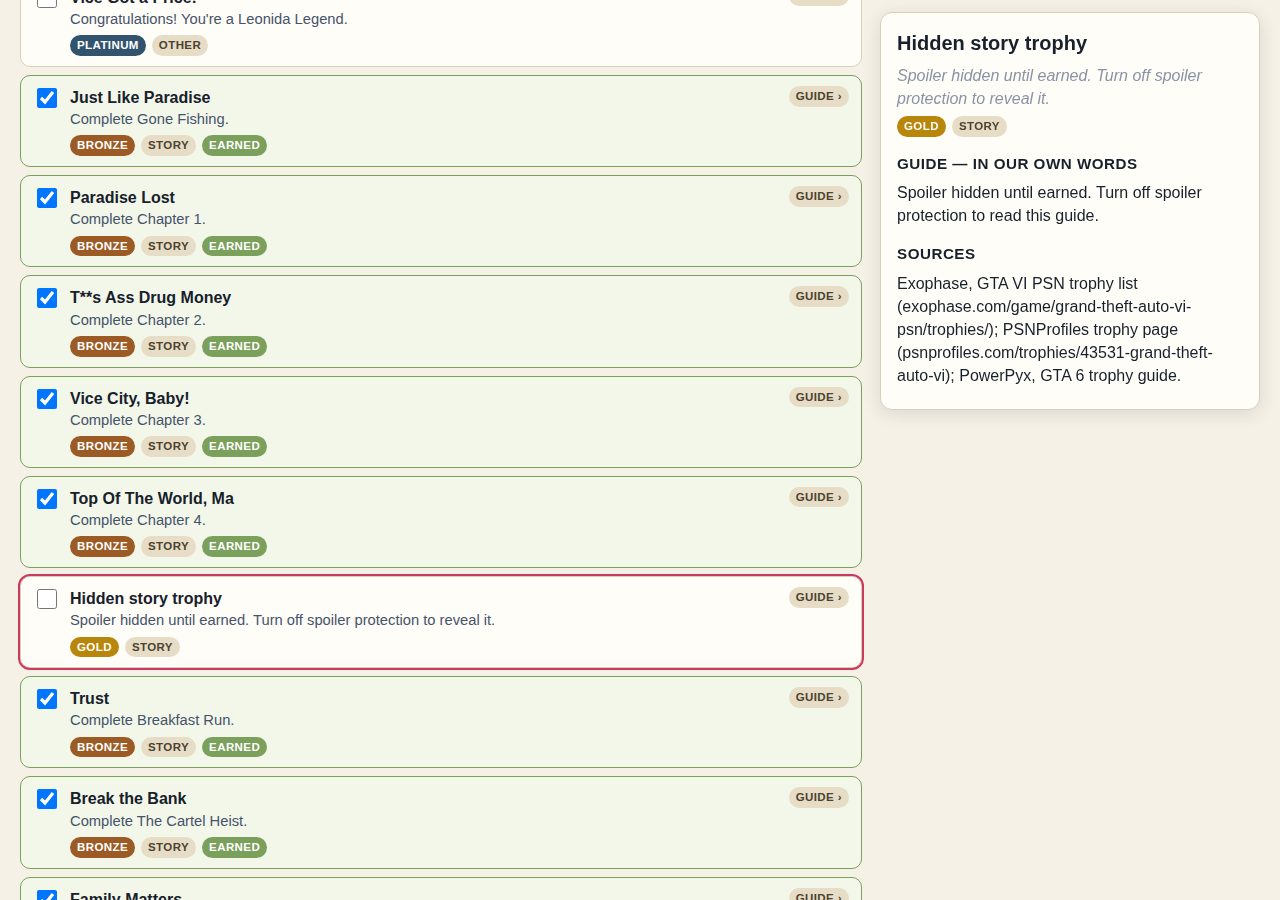 Vice Got a Price!
Congratulations! You're a Leonida Legend.
PLATINUM OTHER
Just Like Paradise
GUIDE ›
Complete Gone Fishing.
BRONZE STORY EARNED
Paradise Lost
GUIDE ›
Complete Chapter 1.
BRONZE STORY EARNED
T**s Ass Drug Money
GUIDE ›
Complete Chapter 2.
BRONZE STORY EARNED
Vice City, Baby!
GUIDE ›
Complete Chapter 3.
BRONZE STORY EARNED
Top Of The World, Ma
GUIDE ›
Complete Chapter 4.
BRONZE STORY EARNED
Hidden story trophy
GUIDE ›
Spoiler hidden until earned. Turn off spoiler protection to reveal it.
GOLD STORY
Trust
GUIDE ›
Complete Breakfast Run.
BRONZE STORY EARNED
Break the Bank
GUIDE ›
Complete The Cartel Heist.
BRONZE STORY EARNED
Family Matters
GUIDE ›
Hidden story trophy
Spoiler hidden until earned. Turn off spoiler
protection to reveal it.
GOLD STORY
GUIDE — IN OUR OWN WORDS
Spoiler hidden until earned. Turn off spoiler
protection to read this guide.
SOURCES
Exophase, GTA VI PSN trophy list
(exophase.com/game/grand-theft-auto-vi-
psn/trophies/); PSNProfiles trophy page
(psnprofiles.com/trophies/43531-grand-theft-
auto-vi); PowerPyx, GTA 6 trophy guide.